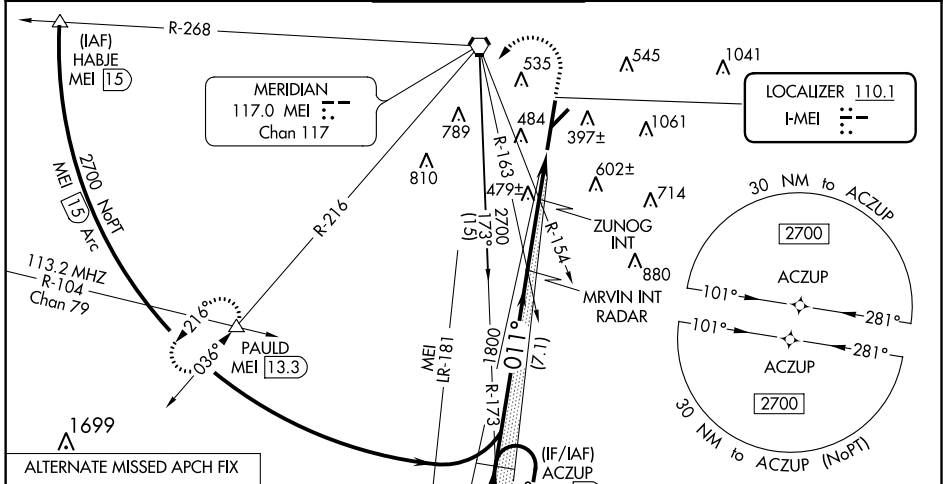 R-268
(IAF)
HABJE
MEI 15
MERIDIAN
117.0 MEI
Chan 117
535
545
1041
LOCALIZER 110.1
I-MEI
789
484
397±
1061
810
R-163
479±
602±
714
2700 NoPT
MEI 15 Arc
R-216
2700
173°
(15)
R-154
ZUNOG
INT
880
MRVIN INT
RADAR
30 NM to ACZUP
2700
ACZUP
101°
281°
101°
281°
ACZUP
2700
30 NM to ACZUP (NoPT)
113.2 MHZ
R-104
Chan 79
216°
036°
PAULD
MEI 13.3
MEI
LR-181
1800
R-173
011°
(7.1)
1699
ALTERNATE MISSED APCH FIX
(IF/IAF)
ACZUP